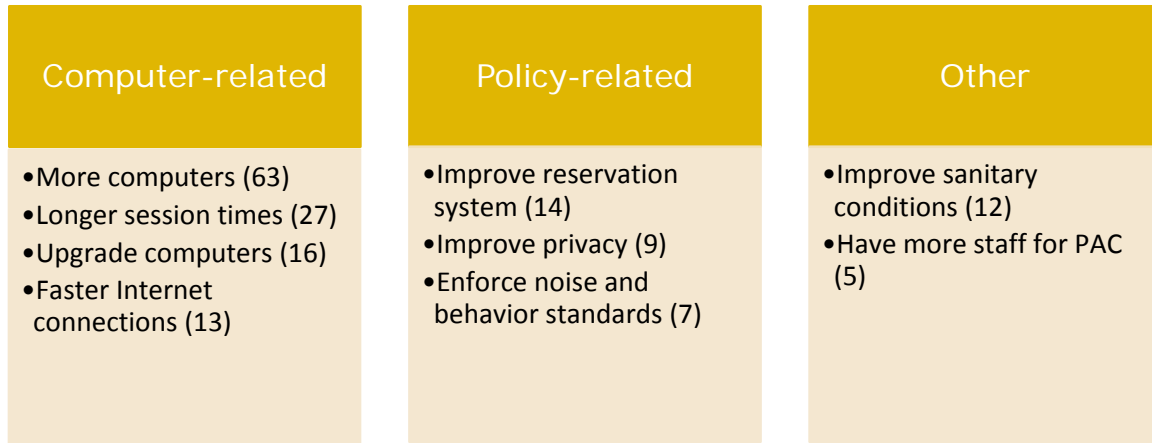 Computer-related
•More computers (63)
•Longer session times (27)
•Upgrade computers (16)
•Faster Internet
connections (13)
Policy-related
•Improve reservation
system (14)
•Improve privacy (9)
•Enforce noise and
behavior standards (7)
Other
•Improve sanitary
conditions (12)
•Have more staff for PAC
(5)